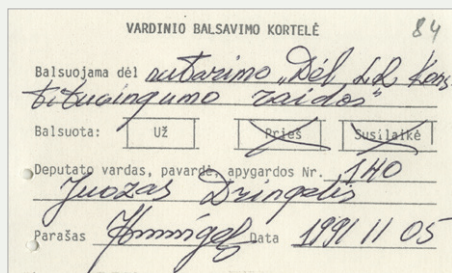 84
VARDINIO BALSAVIMO KORTELĖ
Balsuojama dėl nutarimo „Dėl LR Kons-
titucingumo raidos"
Balsuota: Už Prieš Susilaikė
Deputato vardas, pavardė, apygardos Nr. 140
Juozas Dringelis
Parašas Data 1991 11 05